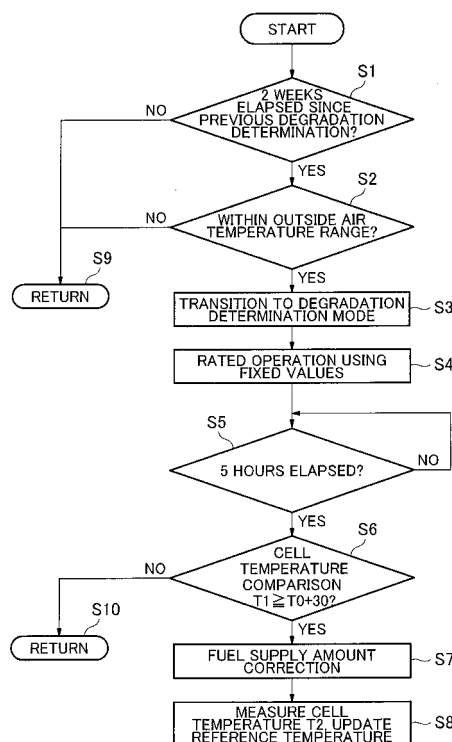 START
S1
2 WEEKS
ELAPSED SINCE
PREVIOUS DEGRADATION
DETERMINATION?
NO
YES
S2
WITHIN OUTSIDE AIR
TEMPERATURE RANGE?
NO
YES
S9
RETURN
TRANSITION TO DEGRADATION
DETERMINATION MODE
S3
RATED OPERATION USING
FIXED VALUES
S4
S5
5 HOURS ELAPSED?
NO
YES
S6
CELL
TEMPERATURE
COMPARISON
T1≧T0+30?
NO
YES
S10
RETURN
FUEL SUPPLY AMOUNT
CORRECTION
S7
MEASURE CELL
TEMPERATURE T2, UPDATE
REFERENCE TEMPERATURE
S8